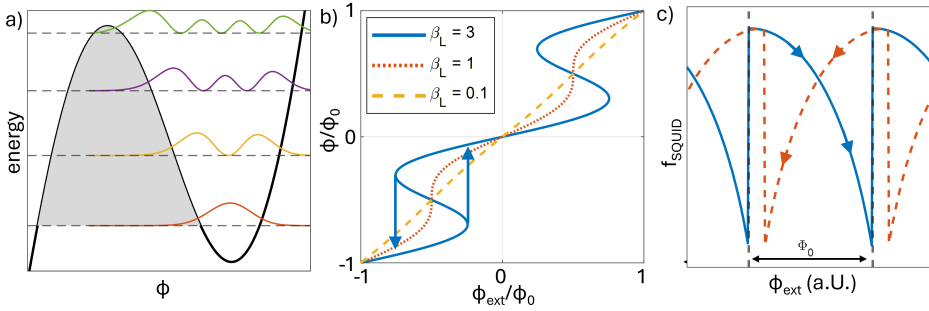 a)
energy
ϕ
b)
β_L = 3
β_L = 1
β_L = 0.1
ϕ/ϕ_0
1
0
-1
-1 0 1
ϕ_ext/ϕ_0
c)
f_SQUID
Φ_0
ϕ_ext (a.U.)